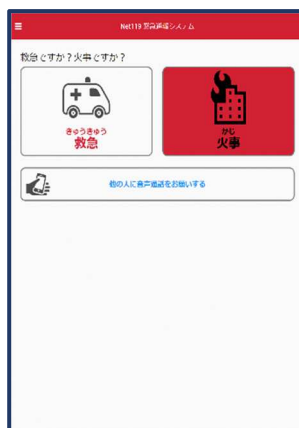 Net119 緊急通報システム
救急ですか？火事ですか？
きゅうきゅう
救急
かじ
火事
他の人に音声通話をお願いする